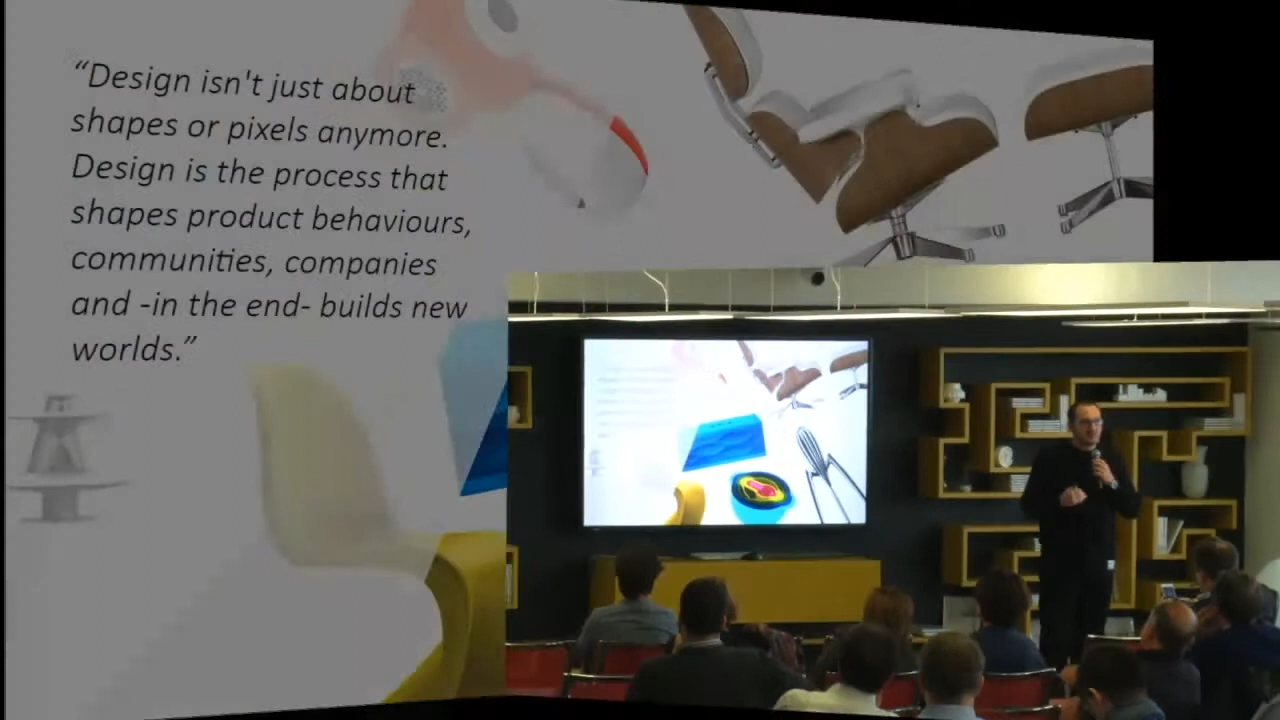 “Design isn't just about
shapes or pixels anymore.
Design is the process that
shapes product behaviours,
communities, companies
and -in the end- builds new
worlds.”